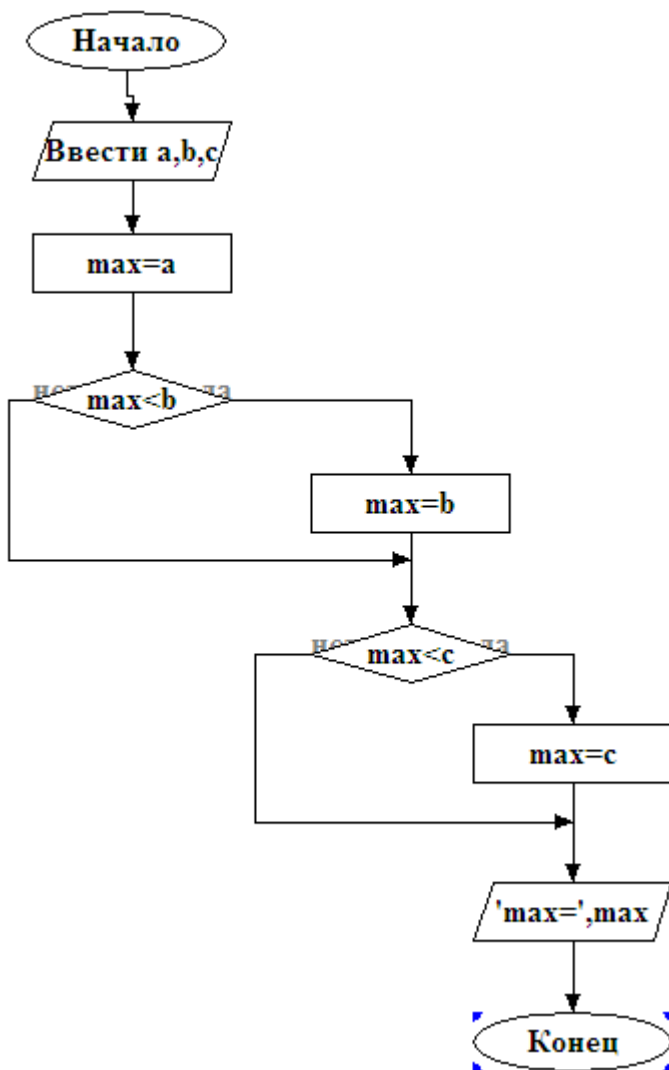 Начало
Ввести a,b,c
max=a
max<b
max=b
max<c
max=c
'max=',max
Конец